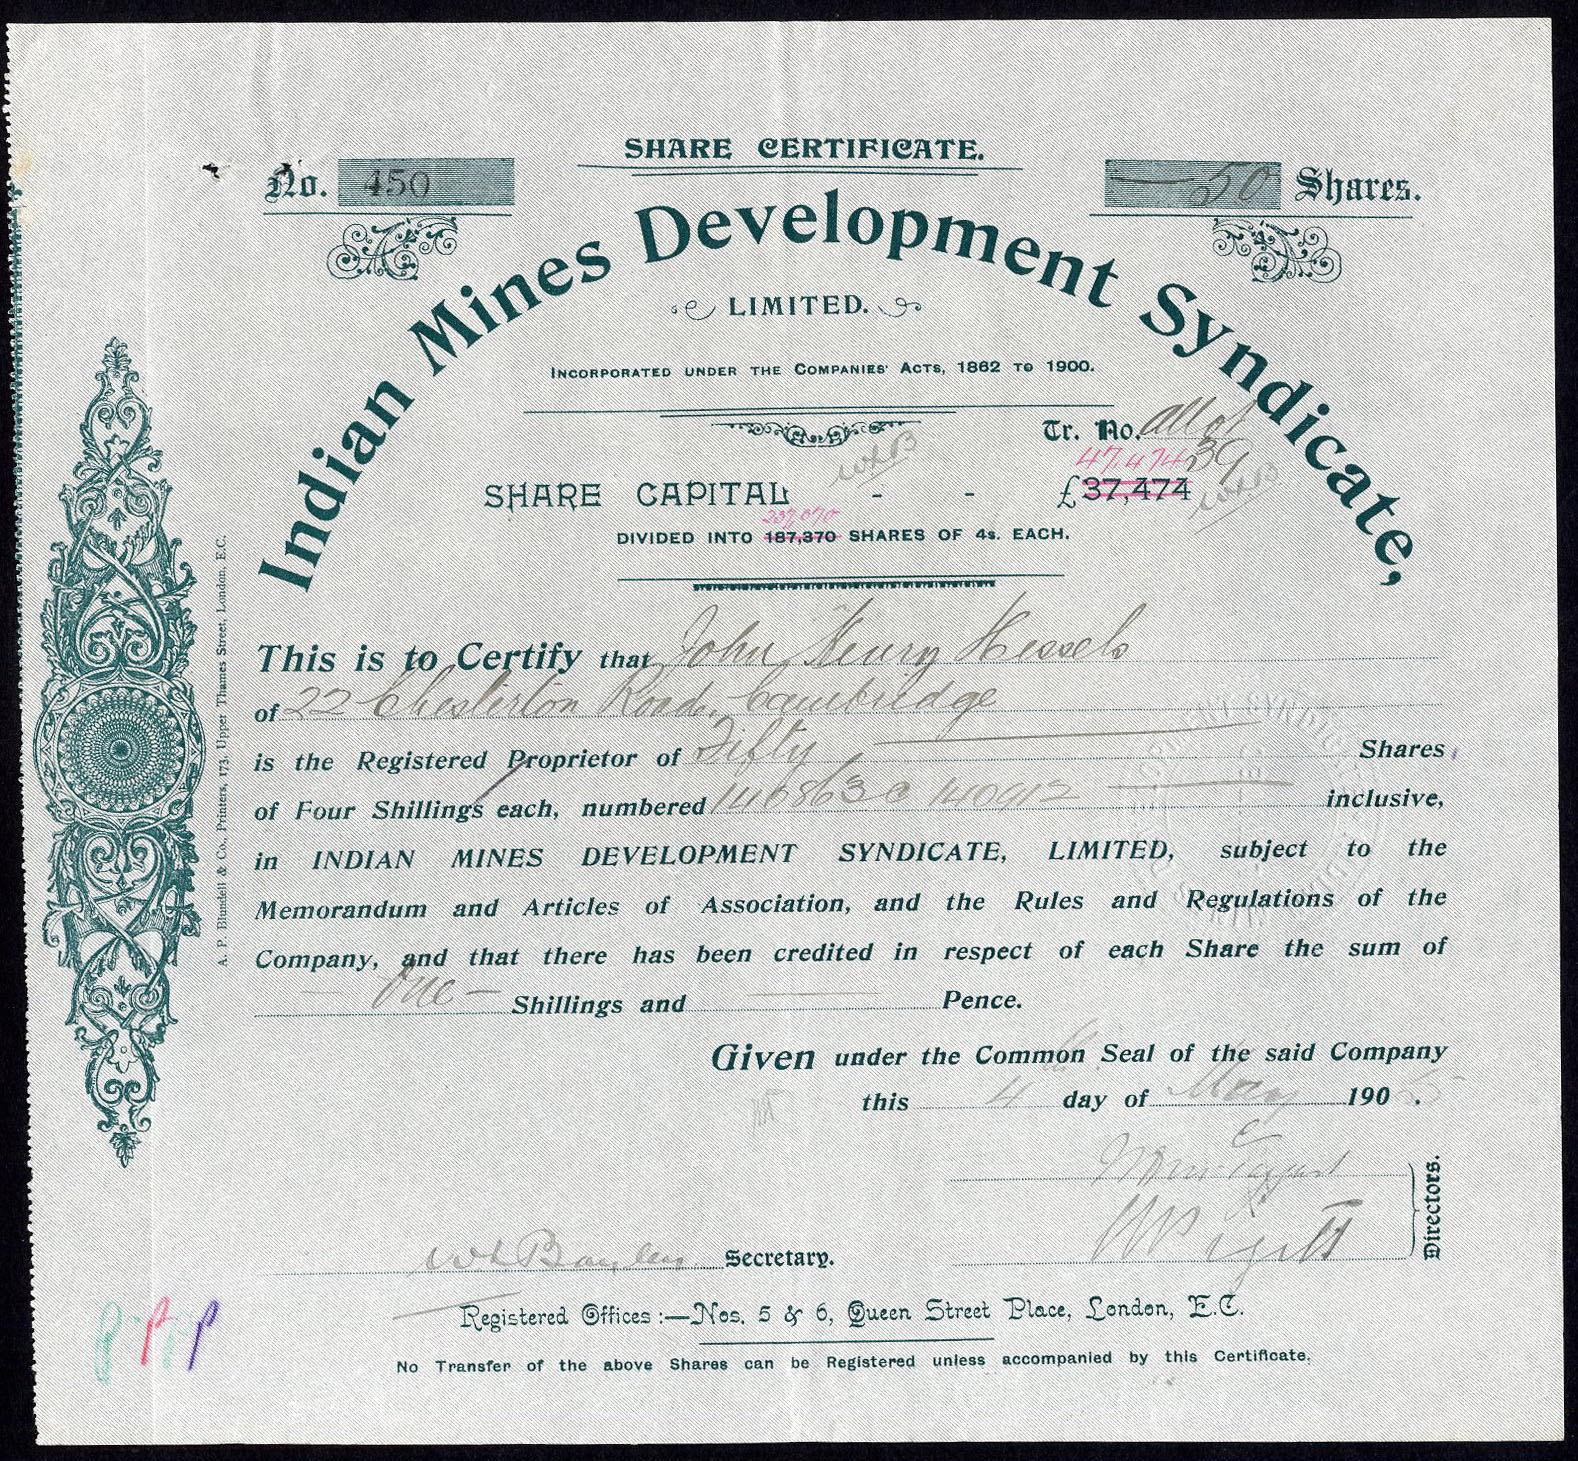 SHARE CERTIFICATE.
No. 450
50 Shares.
Indian Mines Development Syndicate,
LIMITED.
INCORPORATED UNDER THE COMPANIES' ACTS, 1862 TO 1900.
Tr. No. Allot
39
WLB
47,474
SHARE CAPITAL - - £37,474
WLB
237,370
DIVIDED INTO 187,370 SHARES OF 4s. EACH.
This is to Certify that John Henry Hessels
of 22 Chesterton Road, Cambridge
is the Registered Proprietor of Fifty Shares
of Four Shillings each, numbered 140863 @ 140912 inclusive,
in INDIAN MINES DEVELOPMENT SYNDICATE, LIMITED, subject to the
Memorandum and Articles of Association, and the Rules and Regulations of the
Company, and that there has been credited in respect of each Share the sum of
— One — Shillings and — Pence.
Given under the Common Seal of the said Company
this 4th day of May 1905.
Directors.
Secretary.
Registered Offices:—Nos. 5 & 6, Queen Street Place, London, E.C.
No Transfer of the above Shares can be Registered unless accompanied by this Certificate.
A. P. Blundell & Co., Printers, 173, Upper Thames Street, London, E.C.